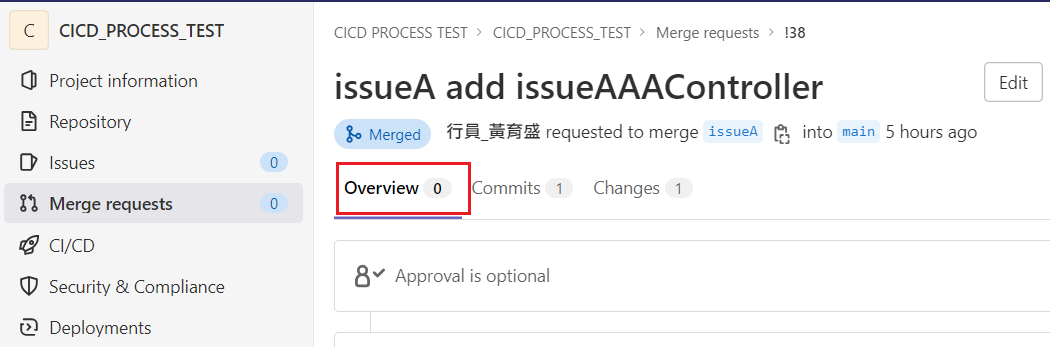 C CICD_PROCESS_TEST
Project information
Repository
Issues 0
Merge requests 0
CI/CD
Security & Compliance
Deployments
CICD PROCESS TEST > CICD_PROCESS_TEST > Merge requests > !38
issueA add issueAAAController
Edit
Merged 行員_黃育盛 requested to merge issueA into main 5 hours ago
Overview 0 Commits 1 Changes 1
Approval is optional